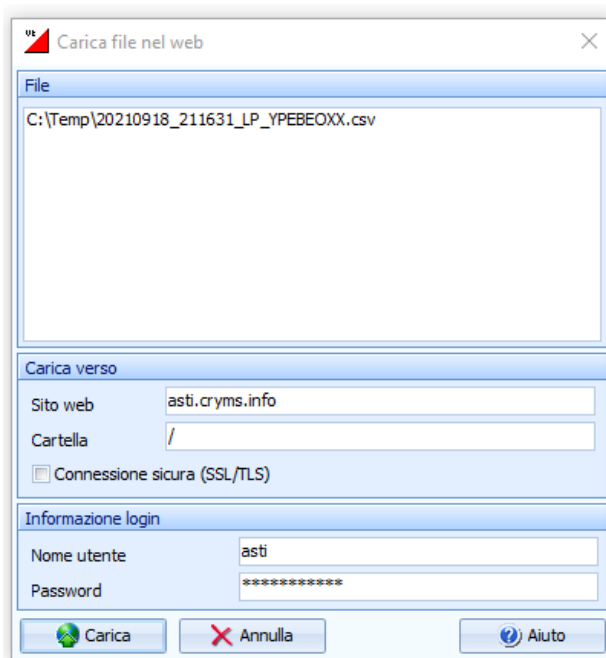 Vt
Carica file nel web
File
C:\Temp\20210918_211631_LP_YPEBEOXX.csv
Carica verso
Sito web asti.cryms.info
Cartella /
Connessione sicura (SSL/TLS)
Informazione login
Nome utente asti
Password ***********
Carica Annulla Aiuto